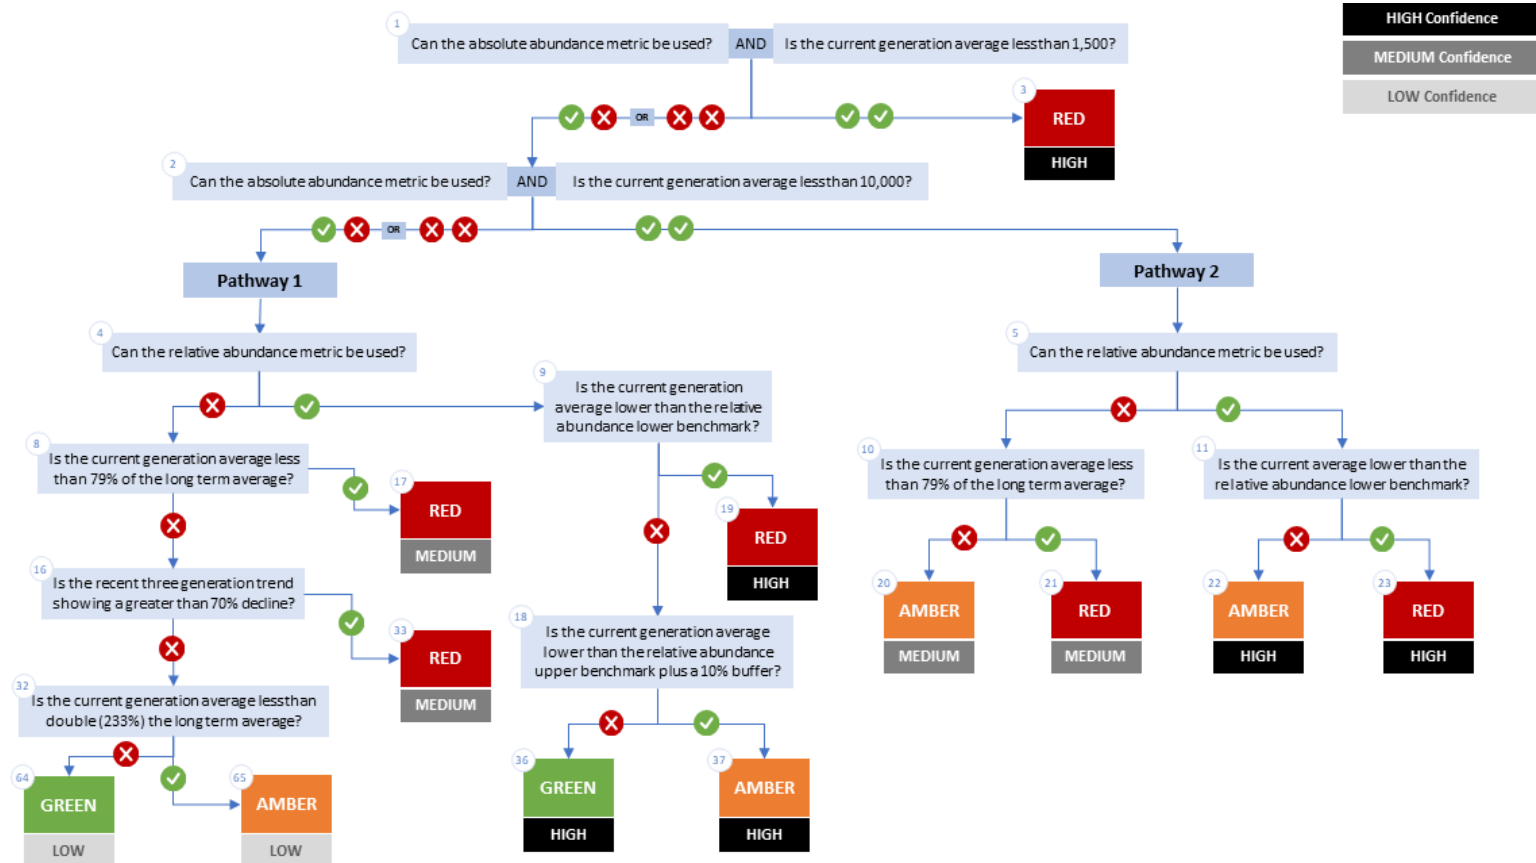 HIGH Confidence
MEDIUM Confidence
LOW Confidence
1
Can the absolute abundance metric be used?
AND
Is the current generation average lessthan 1,500?
OR
3
RED
HIGH
2
Can the absolute abundance metric be used?
AND
Is the current generation average lessthan 10,000?
OR
Pathway 1
Pathway 2
4
Can the relative abundance metric be used?
5
Can the relative abundance metric be used?
9
Is the current generation
average lower than the relative
abundance lower benchmark?
8
Is the current generation average less
than 79% of the long term average?
17
RED
MEDIUM
19
RED
HIGH
10
Is the current generation average less
than 79% of the long term average?
11
Is the current average lower than the
relative abundance lower benchmark?
16
Is the recent three generation trend
showing a greater than 70% decline?
33
RED
MEDIUM
18
Is the current generation average
lower than the relative abundance
upper benchmark plus a 10% buffer?
20
AMBER
MEDIUM
21
RED
MEDIUM
22
AMBER
HIGH
23
RED
HIGH
32
Is the current generation average lessthan
double (233%) the long term average?
64
GREEN
LOW
65
AMBER
LOW
36
GREEN
HIGH
37
AMBER
HIGH